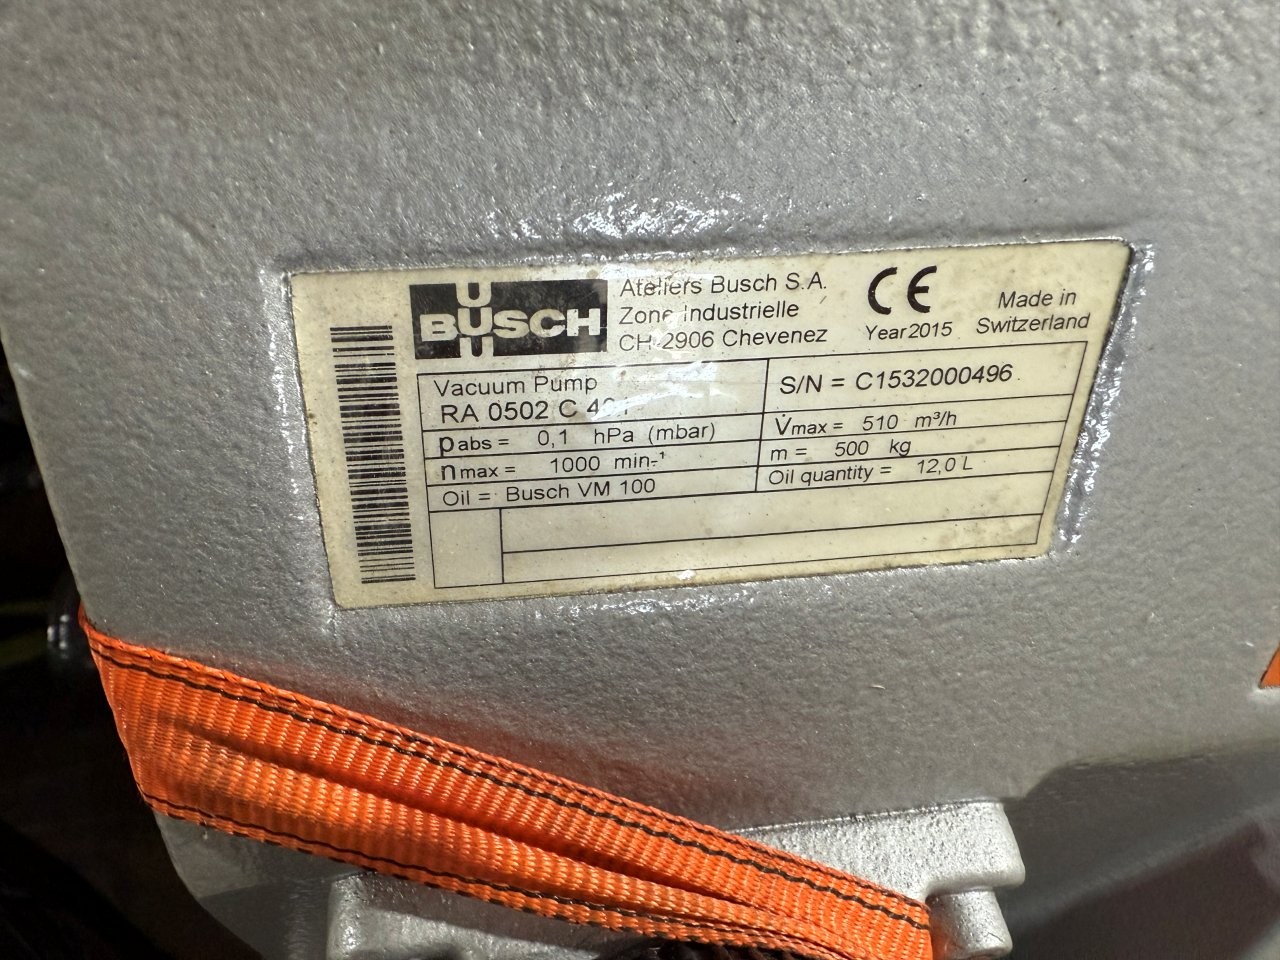 BUSCH
Ateliers Busch S.A.
Zone Industrielle
CH-2906 Chevenez
CE
Year 2015
Made in
Switzerland
Vacuum Pump
RA 0502 C
S/N = C1532000496
pabs = 0,1 hPa (mbar)
V̇max = 510 m³/h
nmax = 1000 min.-¹
m = 500 kg
Oil = Busch VM 100
Oil quantity = 12,0 L